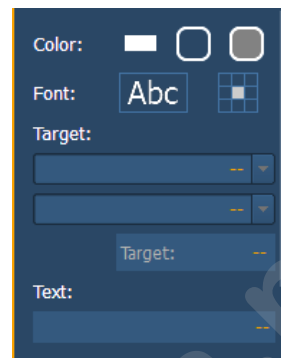 Color:
Font: Abc
Target:
--
--
Target: --
Text:
--